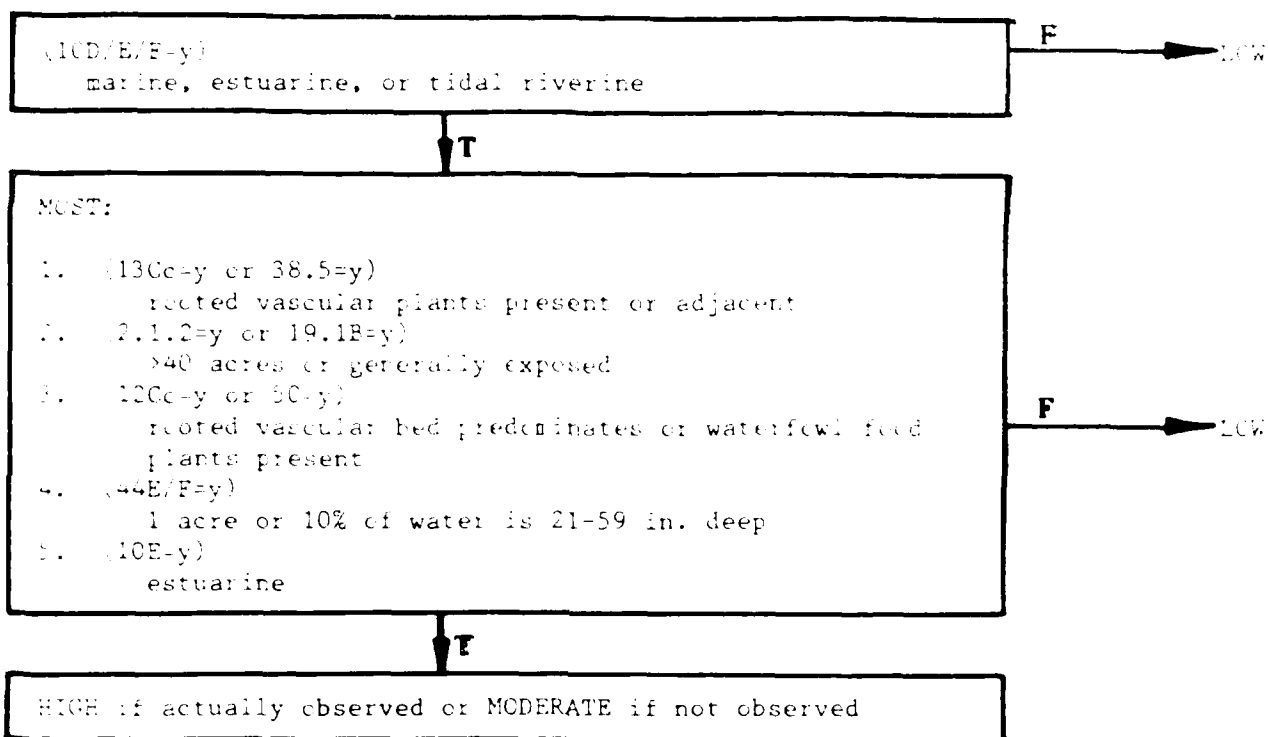 (10D/E/F=y) F LOW
marine, estuarine, or tidal riverine
T
MOST:
1. (13Cc=y or 38.5=y)
rooted vascular plants present or adjacent
2. (2.1.2=y or 19.1B=y)
>40 acres or generally exposed
3. 12Cc=y or 50=y)
rooted vascular bed predominates or waterfowl food F LOW
plants present
4. (44E/F=y)
1 acre or 10% of water is 21-59 in. deep
5. (10E=y)
estuarine
T
HIGH if actually observed or MODERATE if not observed